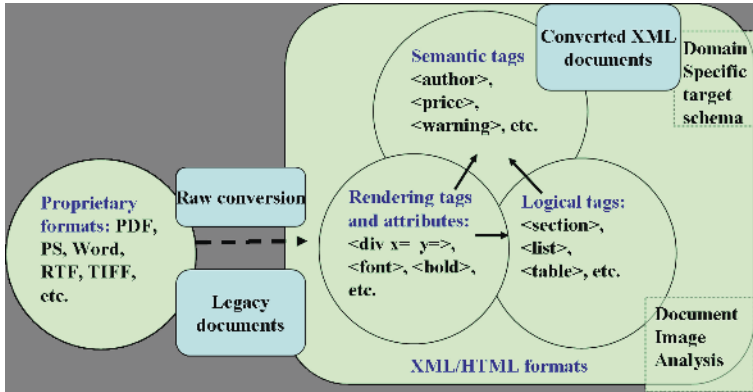 Semantic tags
<author>,
<price>,
<warning>, etc.
Converted XML
documents
Domain
Specific
target
schema
Proprietary
formats: PDF,
PS, Word,
RTF, TIFF,
etc.
Raw conversion
Legacy
documents
Rendering tags
and attributes:
<div x=  y=>,
<font>, <bold>,
etc.
Logical tags:
<section>,
<list>,
<table>, etc.
XML/HTML formats
Document
Image
Analysis